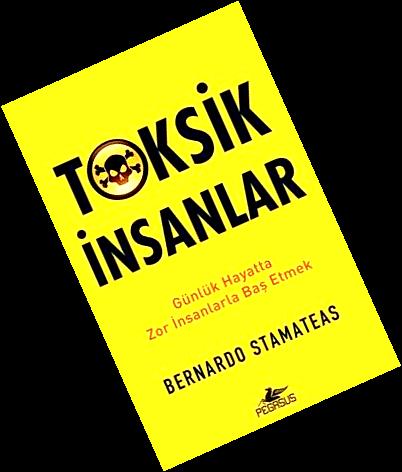 TOKSİK
İNSANLAR
Günlük Hayatta
Zor İnsanlarla Baş Etmek
BERNARDO STAMATEAS
PEGASUS